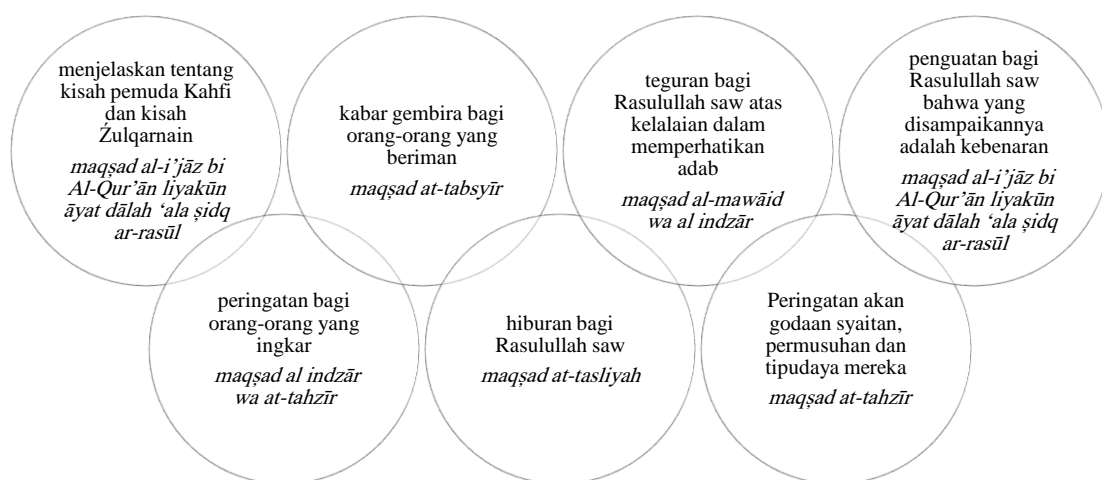 menjelaskan tentang
kisah pemuda Kahfi
dan kisah
Źulqarnain
maqṣad al-i’jāz bi
Al-Qur’ān liyakūn
āyat dālah ‘ala ṣidq
ar-rasūl
peringatan bagi
orang-orang yang
ingkar
maqṣad al indzār
wa at-tahzīr
kabar gembira bagi
orang-orang yang
beriman
maqṣad at-tabsyīr
hiburan bagi
Rasulullah saw
maqṣad at-tasliyah
teguran bagi
Rasulullah saw atas
kelalaian dalam
memperhatikan
adab
maqṣad al-mawāid
wa al indzār
Peringatan akan
godaan syaitan,
permusuhan dan
tipudaya mereka
maqṣad at-tahzīr
penguatan bagi
Rasulullah saw
bahwa yang
disampaikannya
adalah kebenaran
maqṣad al-i’jāz bi
Al-Qur’ān liyakūn
āyat dālah ‘ala ṣidq
ar-rasūl